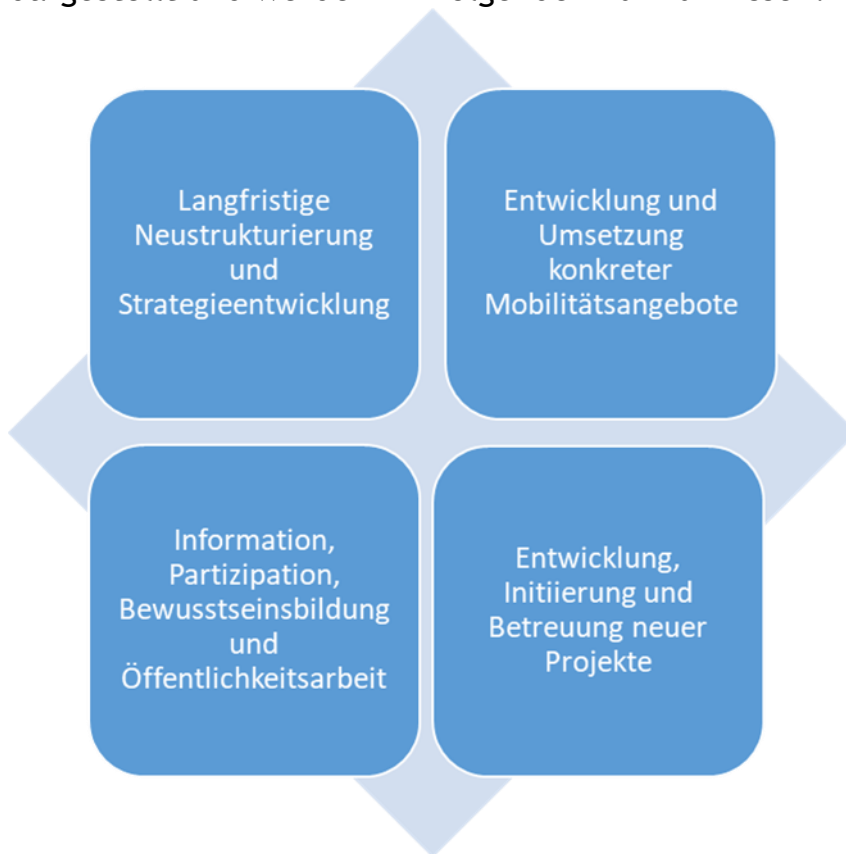 Langfristige
Neustrukturierung
und
Strategieentwicklung
Entwicklung und
Umsetzung
konkreter
Mobilitätsangebote
Information,
Partizipation,
Bewusstseinsbildung
und
Öffentlichkeitsarbeit
Entwicklung,
Initiierung und
Betreuung neuer
Projekte